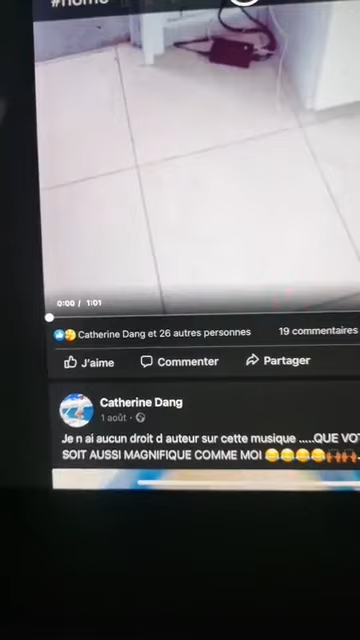 #home
0:00 / 1:01
Catherine Dang et 26 autres personnes 19 commentaires
J'aime Commenter Partager
Catherine Dang
1 août ·
Je n ai aucun droit d auteur sur cette musique .....QUE
SOIT AUSSI MAGNIFIQUE COMME MOI 😂😂😂😂